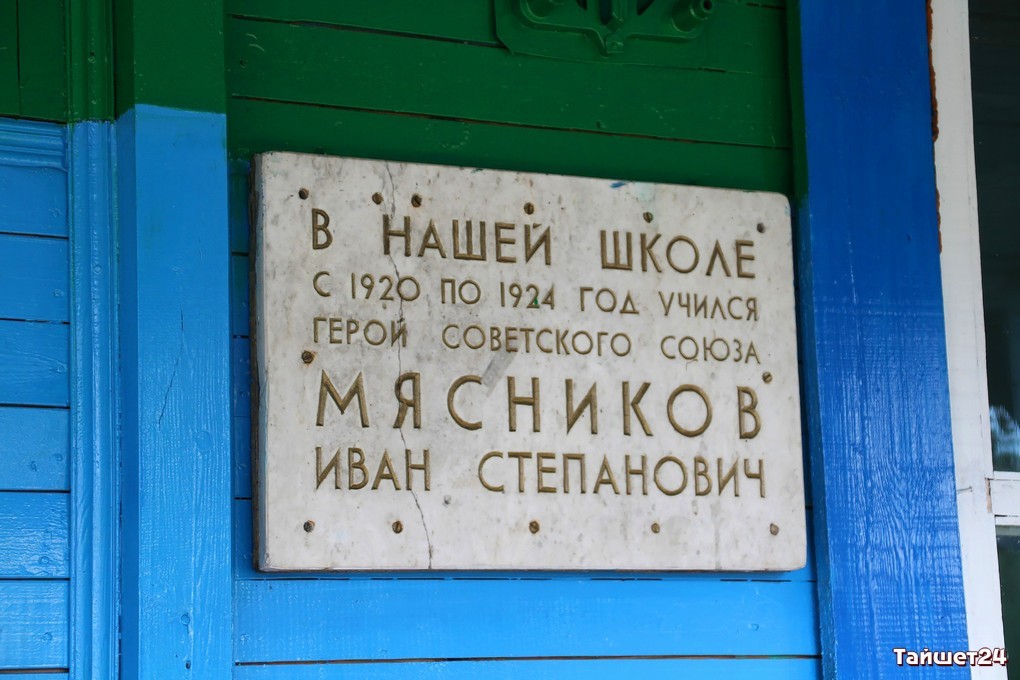 В НАШЕЙ ШКОЛЕ
С 1920 ПО 1924 ГОД УЧИЛСЯ
ГЕРОЙ СОВЕТСКОГО СОЮЗА
МЯСНИКОВ
ИВАН СТЕПАНОВИЧ
Тайшет24